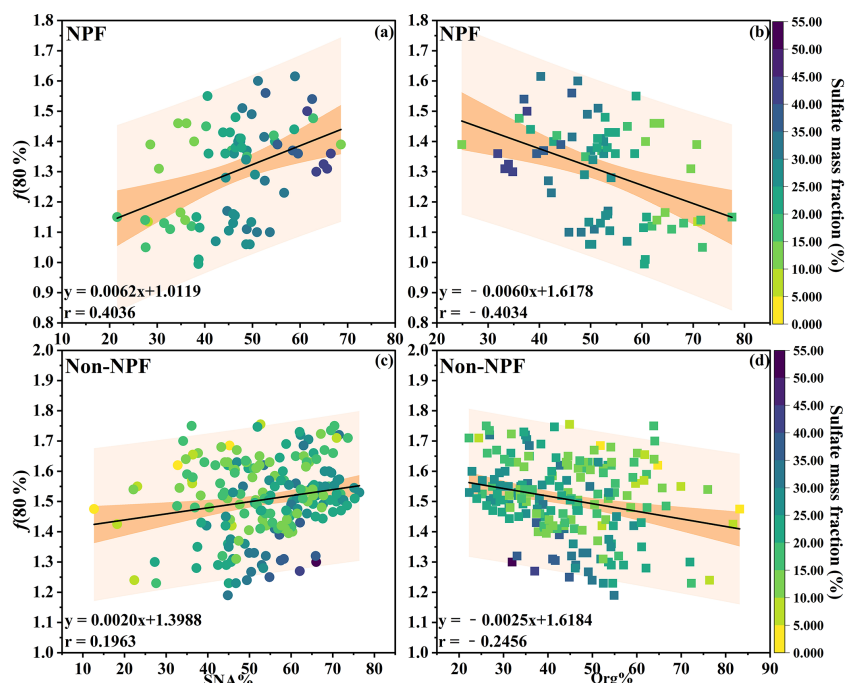 NPF
(a)
f(80 %)
1.8
1.7
1.6
1.5
1.4
1.3
1.2
1.1
1.0
0.9
0.8
y = 0.0062x+1.0119
r = 0.4036
10 20 30 40 50 60 70 80
NPF
(b)
y = −0.0060x+1.6178
r = −0.4034
20 30 40 50 60 70 80
55.00
50.00
45.00
40.00
35.00
30.00
25.00
20.00
15.00
10.00
5.000
0.000
Sulfate mass fraction (%)
Non-NPF
(c)
f(80 %)
2.0
1.9
1.8
1.7
1.6
1.5
1.4
1.3
1.2
1.1
1.0
y = 0.0020x+1.3988
r = 0.1963
10 20 30 40 50 60 70 80
SNA%
Non-NPF
(d)
y = −0.0025x+1.6184
r = −0.2456
20 30 40 50 60 70 80 90
Org%
55.00
50.00
45.00
40.00
35.00
30.00
25.00
20.00
15.00
10.00
5.000
0.000
Sulfate mass fraction (%)